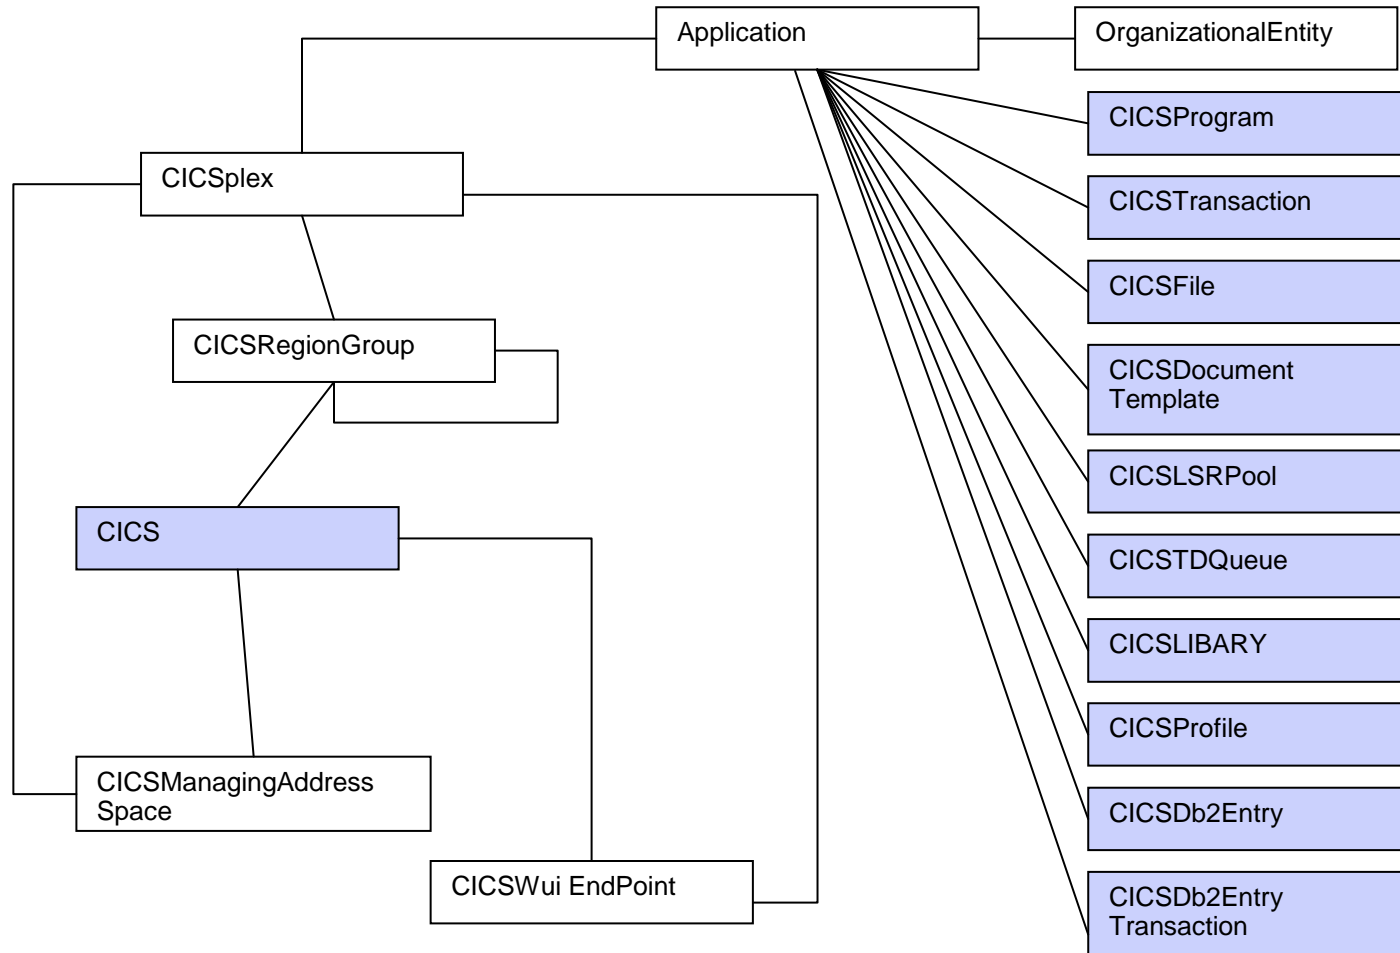 Application
OrganizationalEntity
CICSProgram
CICSplex
CICSTransaction
CICSFile
CICSRegionGroup
CICSDocument
Template
CICSLSRPool
CICS
CICSTDQueue
CICSLIBARY
CICSProfile
CICSManagingAddress
Space
CICSDb2Entry
CICSWui EndPoint
CICSDb2Entry
Transaction